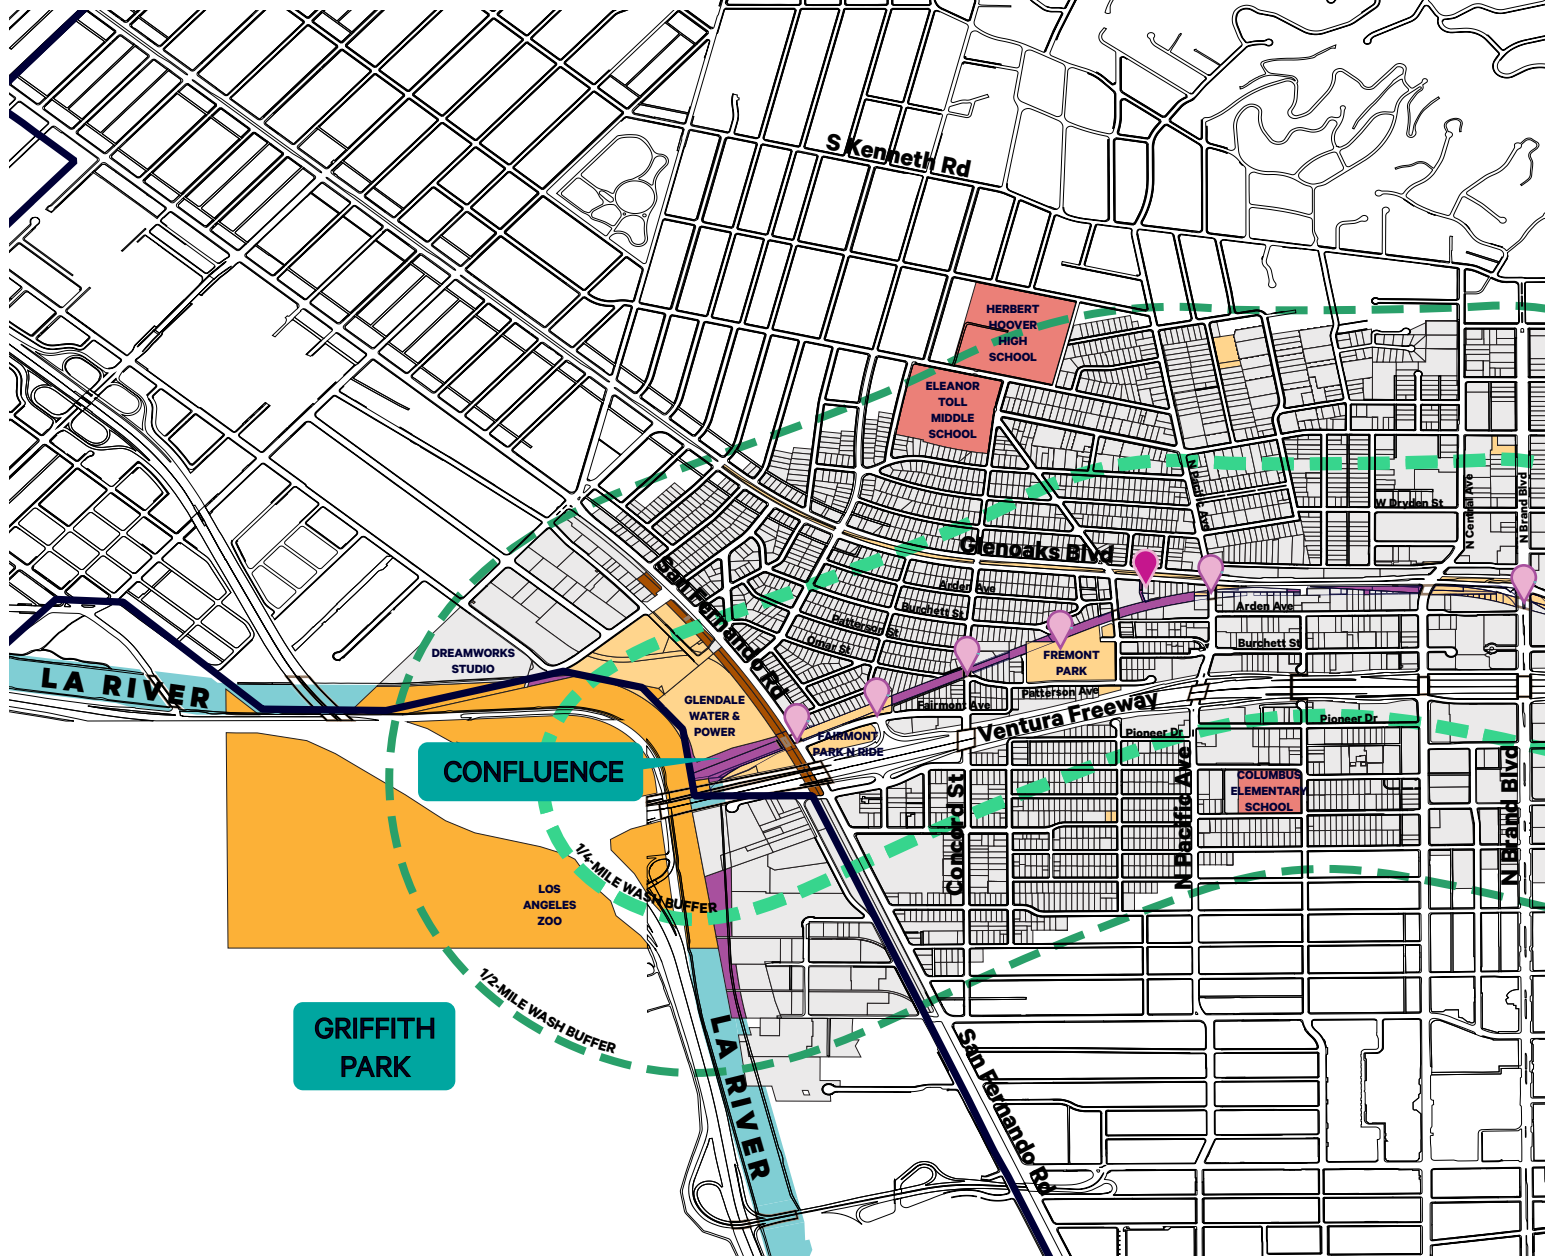 S Kenneth Rd
HERBERT
HOOVER
HIGH
SCHOOL
ELEANOR
TOLL
MIDDLE
SCHOOL
N Pacific Ave
W Dryden St
N Central Ave
N Brand Blvd
Glenoaks Blvd
San Fernando Rd
Arden Ave
Burchett St
Patterson St
Omar St
Arden Ave
Burchett St
DREAMWORKS
STUDIO
FREMONT
PARK
LA RIVER
Patterson Ave
Fairmont Ave
GLENDALE
WATER &
POWER
Ventura Freeway
Pioneer Dr
Pioneer Dr
FAIRMONT
PARK N RIDE
CONFLUENCE
COLUMBUS
ELEMENTARY
SCHOOL
Concord St
N Pacific Ave
N Brand Blvd
1/4-MILE WASH BUFFER
LOS
ANGELES
ZOO
1/2-MILE WASH BUFFER
GRIFFITH
PARK
LA RIVER
San Fernando Rd